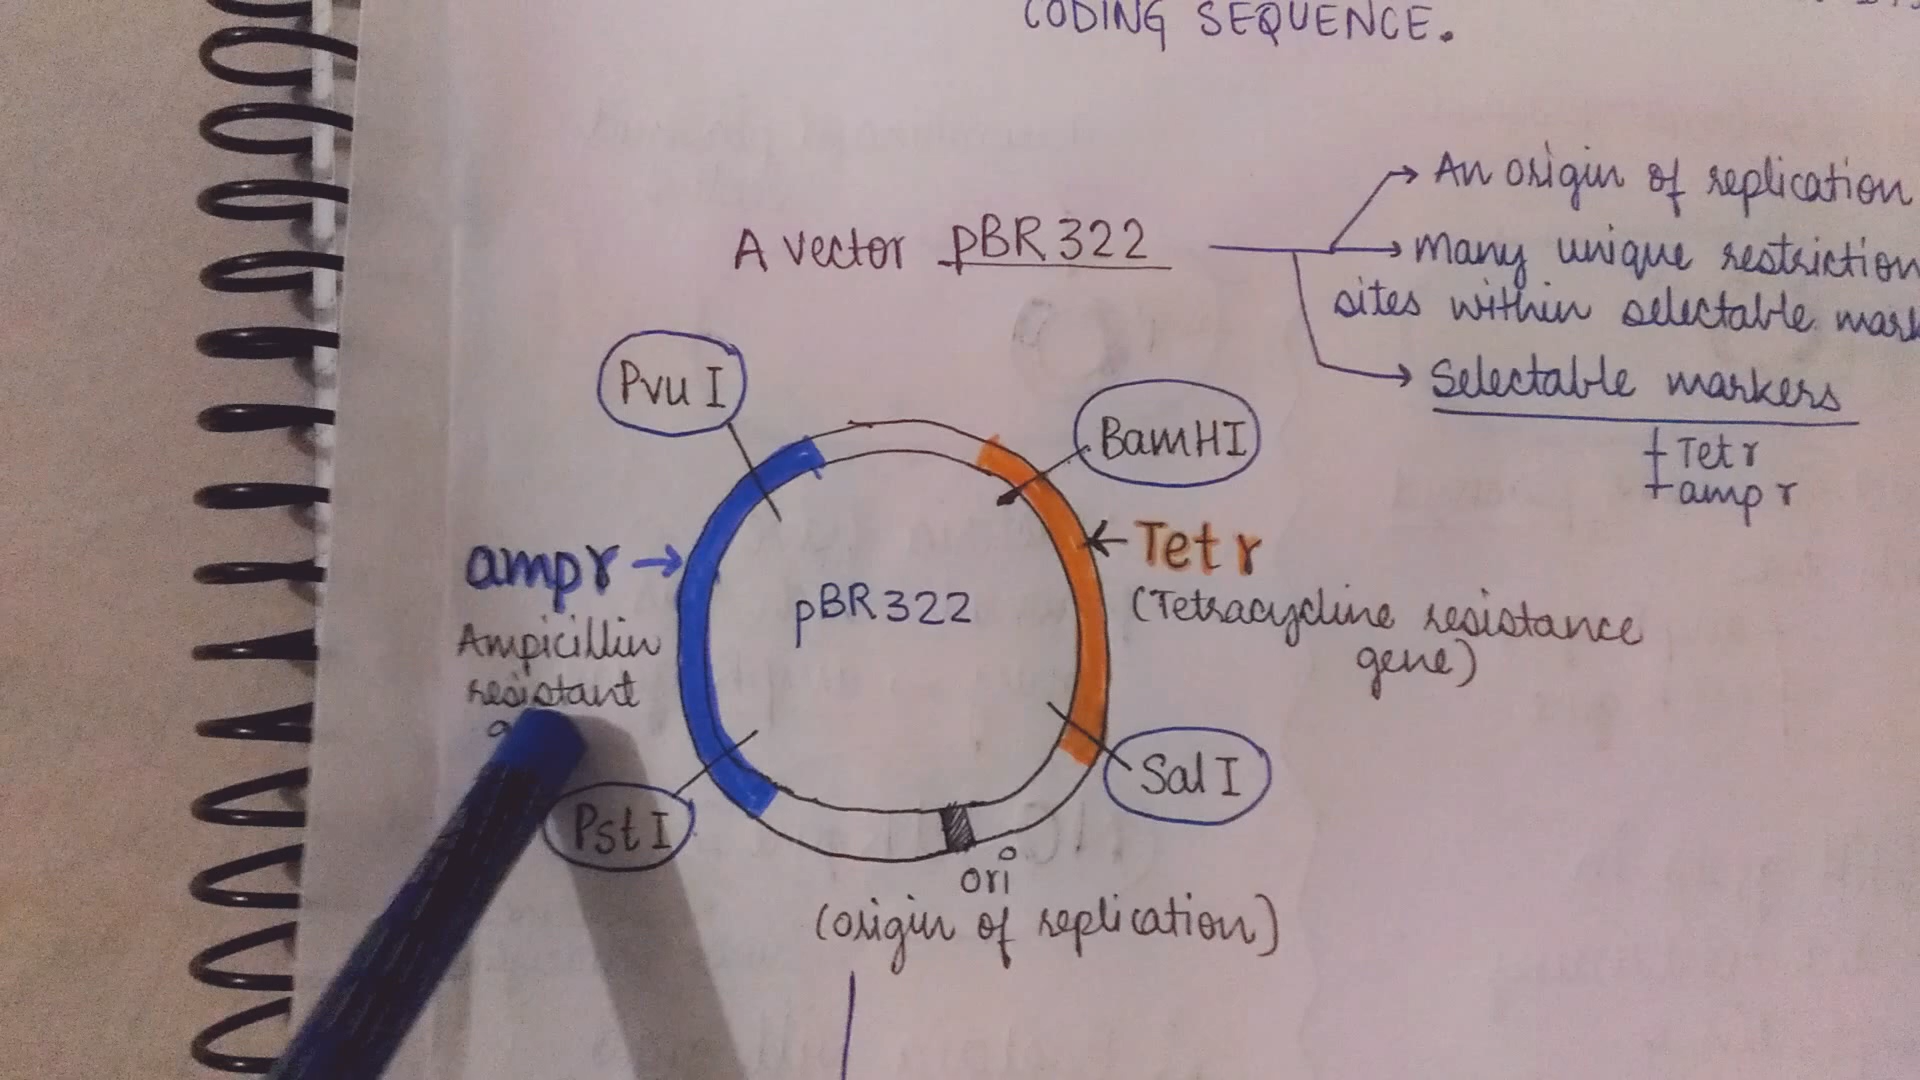 CODING SEQUENCE.
A vector pBR322
An origin of replication
many unique restriction
sites within selectable
Selectable markers
Tet r
amp r
Pvu I
BamHI
ampr
Ampicillin
resistant
pBR322
Tet r
(Tetracycline resistance
gene)
Pst I
Sal I
ori
(origin of replication)